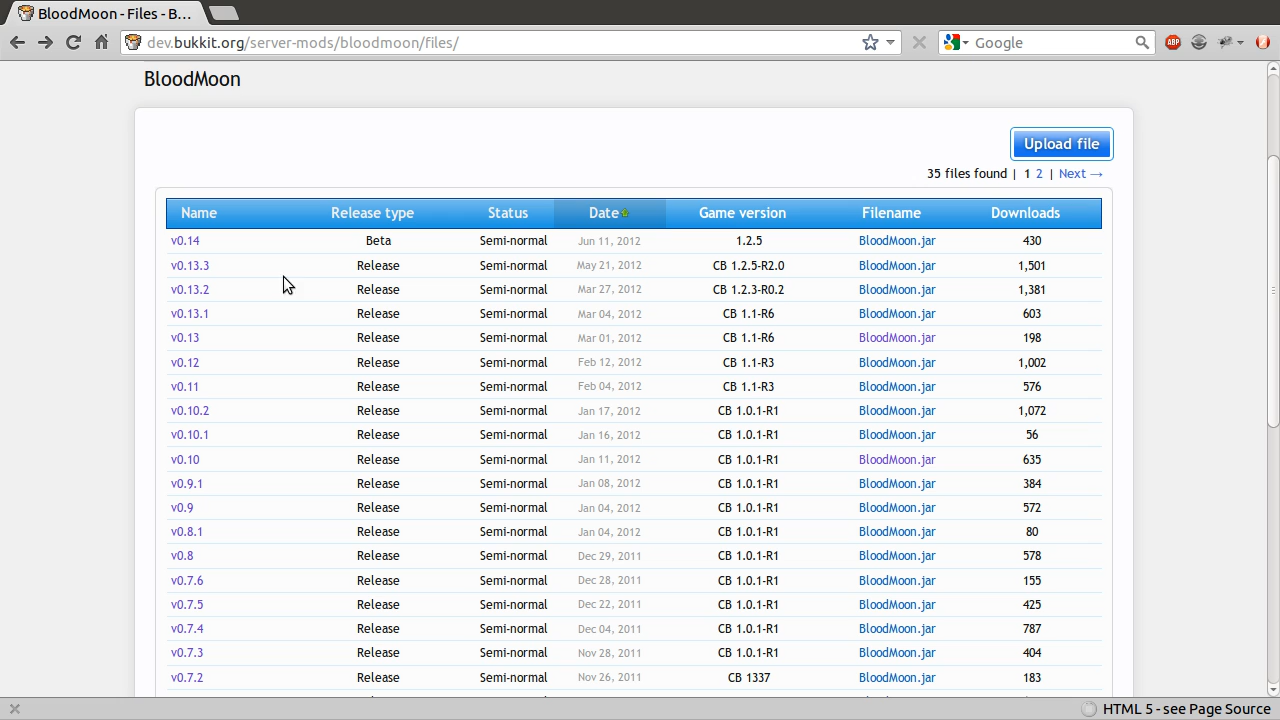 BloodMoon - Files - B...
dev.bukkit.org/server-mods/bloodmoon/files/
Google
ABP
BloodMoon
Upload file
35 files found | 1 2 | Next →
Name Release type Status Date Game version Filename Downloads
v0.14 Beta Semi-normal Jun 11, 2012 1.2.5 BloodMoon.jar 430
v0.13.3 Release Semi-normal May 21, 2012 CB 1.2.5-R2.0 BloodMoon.jar 1,501
v0.13.2 Release Semi-normal Mar 27, 2012 CB 1.2.3-R0.2 BloodMoon.jar 1,381
v0.13.1 Release Semi-normal Mar 04, 2012 CB 1.1-R6 BloodMoon.jar 603
v0.13 Release Semi-normal Mar 01, 2012 CB 1.1-R6 BloodMoon.jar 198
v0.12 Release Semi-normal Feb 12, 2012 CB 1.1-R3 BloodMoon.jar 1,002
v0.11 Release Semi-normal Feb 04, 2012 CB 1.1-R3 BloodMoon.jar 576
v0.10.2 Release Semi-normal Jan 17, 2012 CB 1.0.1-R1 BloodMoon.jar 1,072
v0.10.1 Release Semi-normal Jan 16, 2012 CB 1.0.1-R1 BloodMoon.jar 56
v0.10 Release Semi-normal Jan 11, 2012 CB 1.0.1-R1 BloodMoon.jar 635
v0.9.1 Release Semi-normal Jan 08, 2012 CB 1.0.1-R1 BloodMoon.jar 384
v0.9 Release Semi-normal Jan 04, 2012 CB 1.0.1-R1 BloodMoon.jar 572
v0.8.1 Release Semi-normal Jan 04, 2012 CB 1.0.1-R1 BloodMoon.jar 80
v0.8 Release Semi-normal Dec 29, 2011 CB 1.0.1-R1 BloodMoon.jar 578
v0.7.6 Release Semi-normal Dec 28, 2011 CB 1.0.1-R1 BloodMoon.jar 155
v0.7.5 Release Semi-normal Dec 22, 2011 CB 1.0.1-R1 BloodMoon.jar 425
v0.7.4 Release Semi-normal Dec 04, 2011 CB 1.0.1-R1 BloodMoon.jar 787
v0.7.3 Release Semi-normal Nov 28, 2011 CB 1.0.1-R1 BloodMoon.jar 404
v0.7.2 Release Semi-normal Nov 26, 2011 CB 1337 BloodMoon.jar 183
HTML 5 - see Page Source